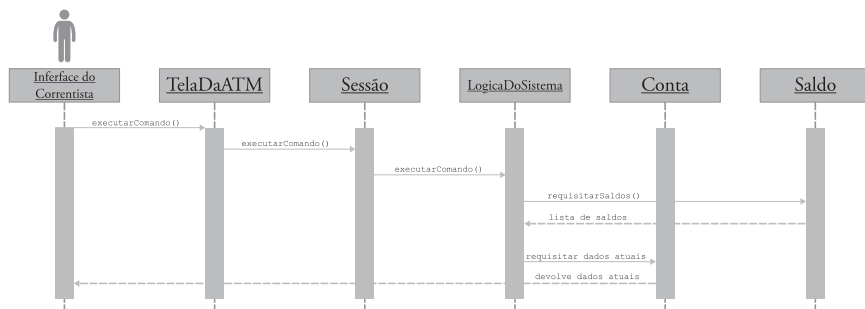 Inferface do
Correntista
TelaDaATM
Sessão
LogicaDoSistema
Conta
Saldo
executarComando()
executarComando()
executarComando()
requisitarSaldos()
lista de saldos
requisitar dados atuais
devolve dados atuais